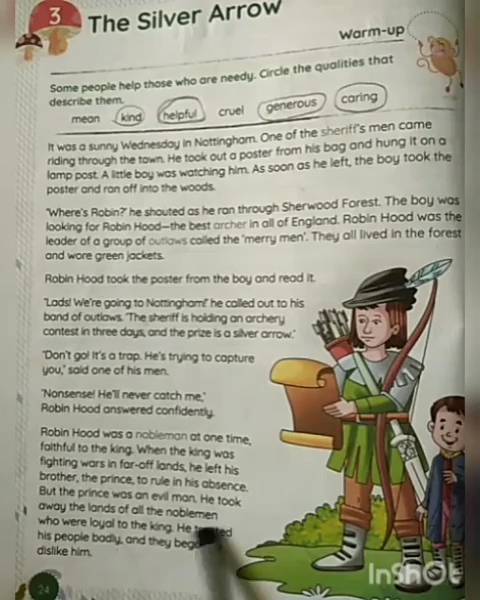 3
The Silver Arrow
Warm-up
Some people help those who are needy. Circle the qualities that
describe them.
mean kind helpful cruel generous caring
It was a sunny Wednesday in Nottingham. One of the sheriff's men came
riding through the town. He took out a poster from his bag and hung it on a
lamp post. A little boy was watching him. As soon as he left, the boy took the
poster and ran off into the woods.
'Where's Robin?' he shouted as he ran through Sherwood Forest. The boy was
looking for Robin Hood—the best archer in all of England. Robin Hood was the
leader of a group of outlaws called the 'merry men'. They all lived in the forest
and wore green jackets.
Robin Hood took the poster from the boy and read it.
'Lads! We're going to Nottingham!' he called out to his
band of outlaws. 'The sheriff is holding an archery
contest in three days, and the prize is a silver arrow.'
'Don't go! It's a trap. He's trying to capture
you,' said one of his men.
'Nonsense! He'll never catch me,'
Robin Hood answered confidently.
Robin Hood was a nobleman at one time,
faithful to the king. When the king was
fighting wars in far-off lands, he left his
brother, the prince, to rule in his absence.
But the prince was an evil man. He took
away the lands of all the noblemen
who were loyal to the king. He
his people badly, and they
dislike him.
24
InShOt